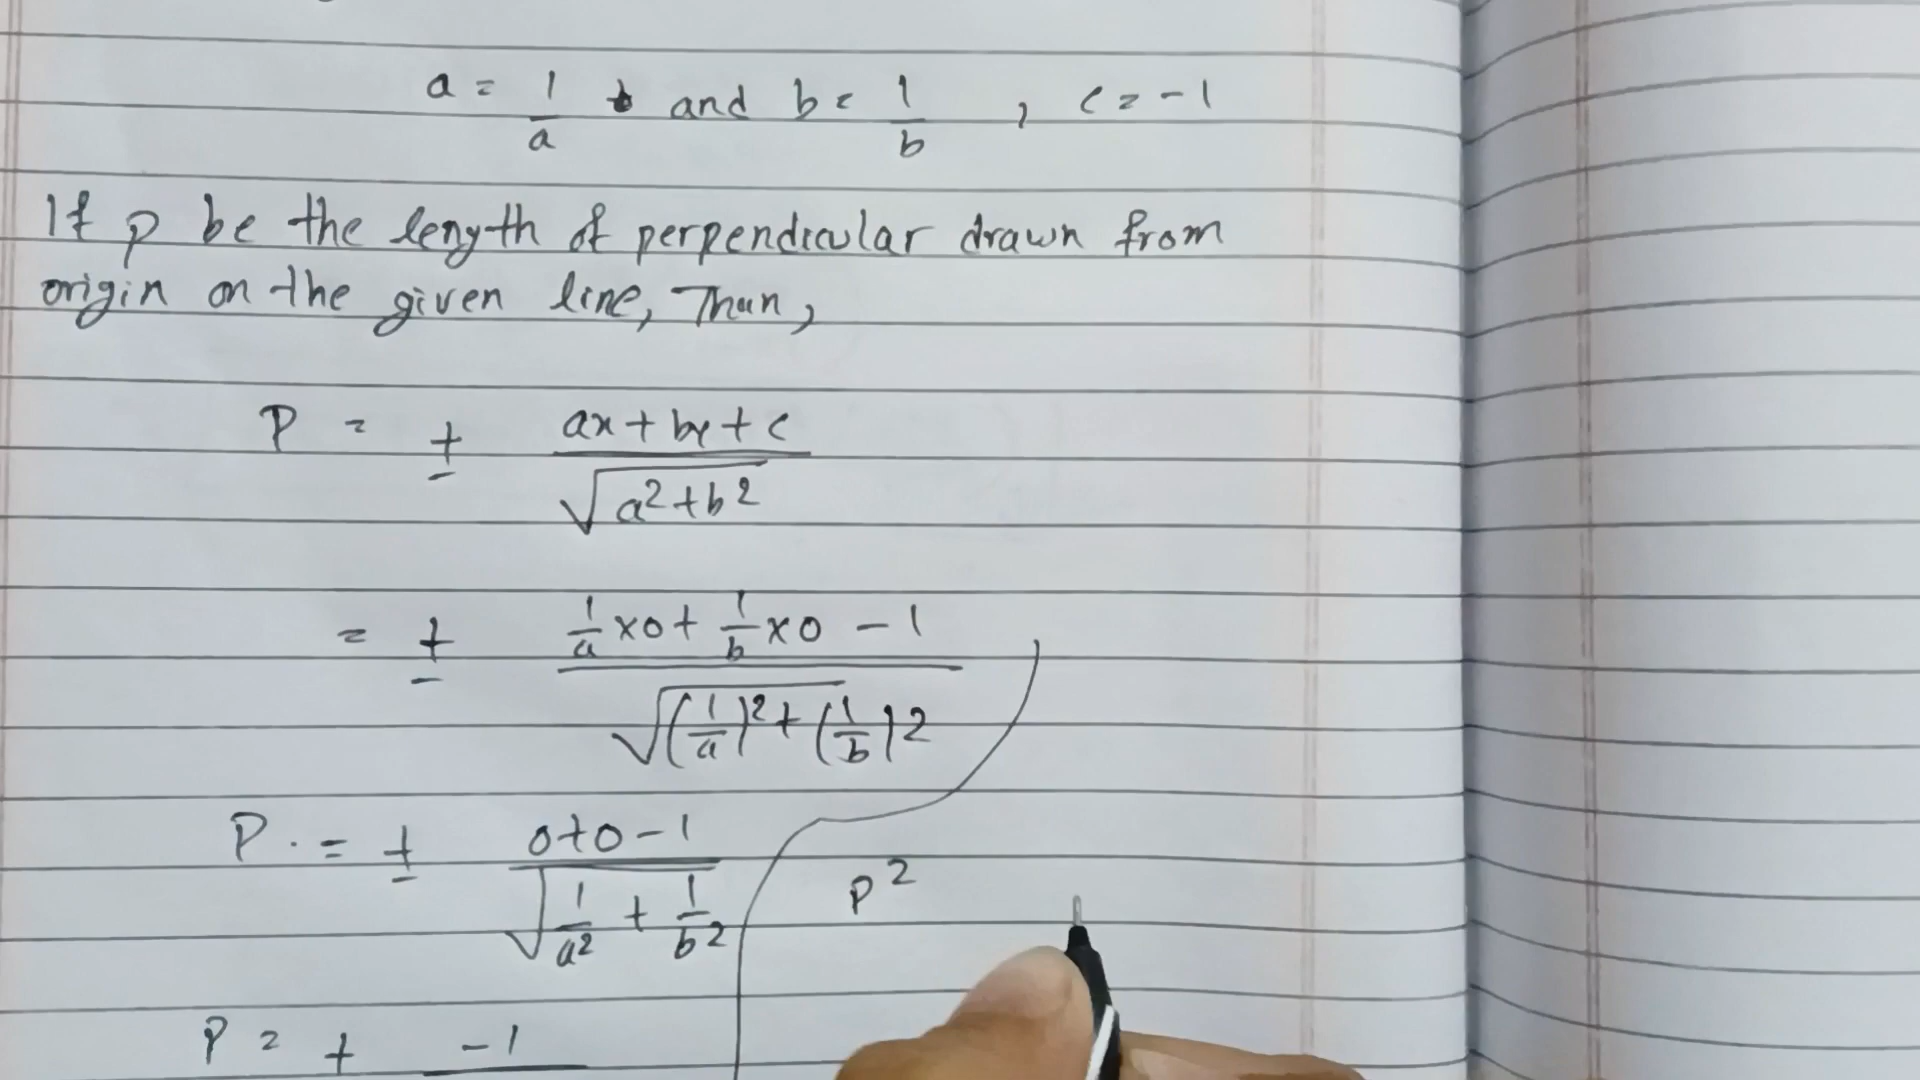 a = 1/a and b = 1/b , c = -1
If p be the length of perpendicular drawn from
origin on the given line, Then,
P = ± (ax + by + c)/√(a² + b²)
= ± (1/a × 0 + 1/b × 0 - 1)/√((1/a)² + (1/b)2)
P . = ± (0 + 0 - 1)/√(1/a² + 1/b2)
P²
P = + -1